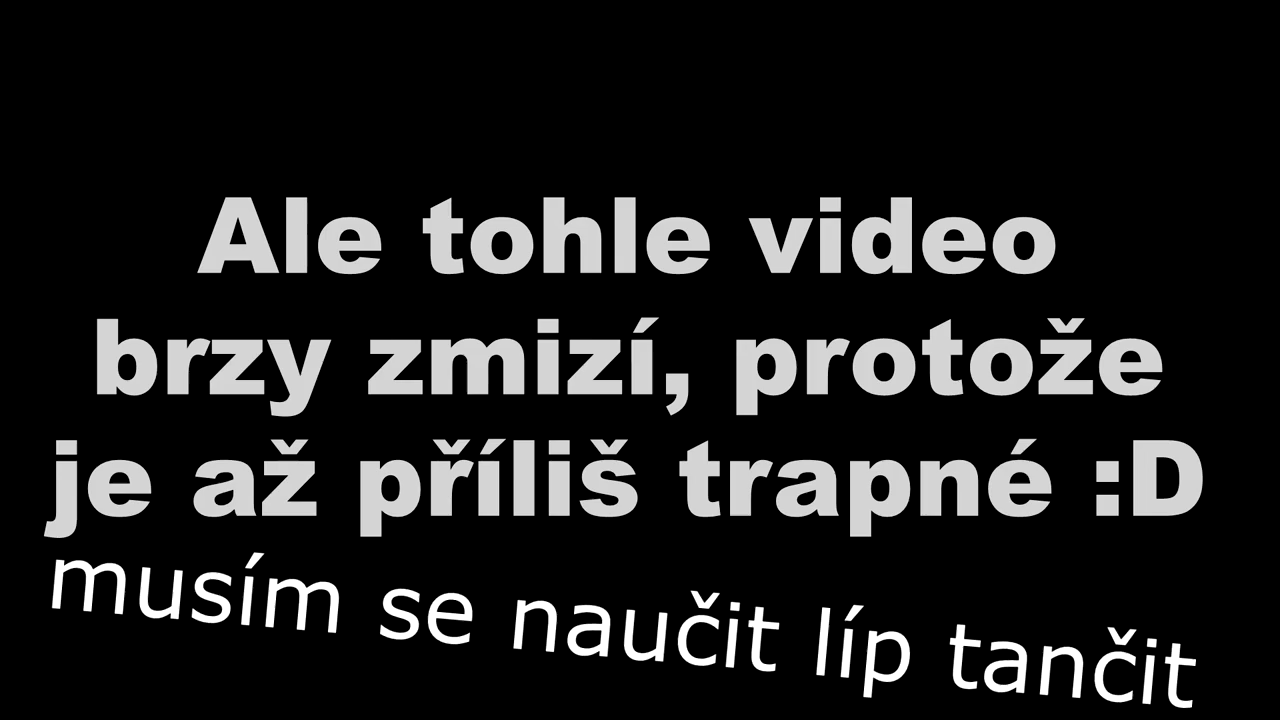 Ale tohle video
brzy zmizí, protože
je až příliš trapné :D
musím se naučit líp tančit